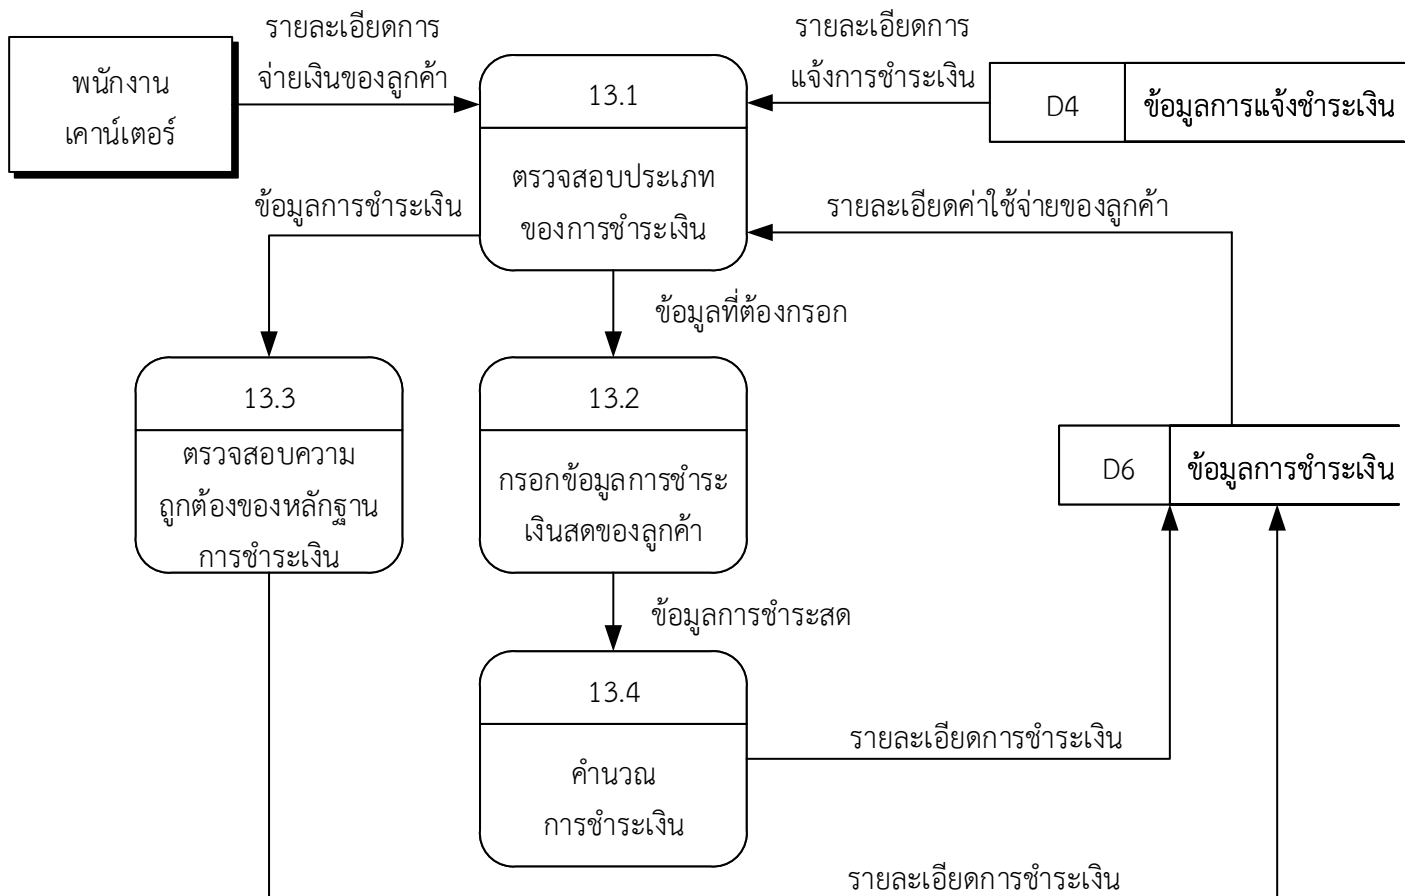 รายละเอียดการ
จ่ายเงินของลูกค้า
รายละเอียดการ
แจ้งการชำระเงิน
พนักงาน
เคาน์เตอร์
13.1
ตรวจสอบประเภท
ของการชำระเงิน
D4
ข้อมูลการแจ้งชำระเงิน
ข้อมูลการชำระเงิน
รายละเอียดค่าใช้จ่ายของลูกค้า
ข้อมูลที่ต้องกรอก
13.3
ตรวจสอบความ
ถูกต้องของหลักฐาน
การชำระเงิน
13.2
กรอกข้อมูลการชำระ
เงินสดของลูกค้า
D6
ข้อมูลการชำระเงิน
ข้อมูลการชำระสด
13.4
คำนวณ
การชำระเงิน
รายละเอียดการชำระเงิน
รายละเอียดการชำระเงิน